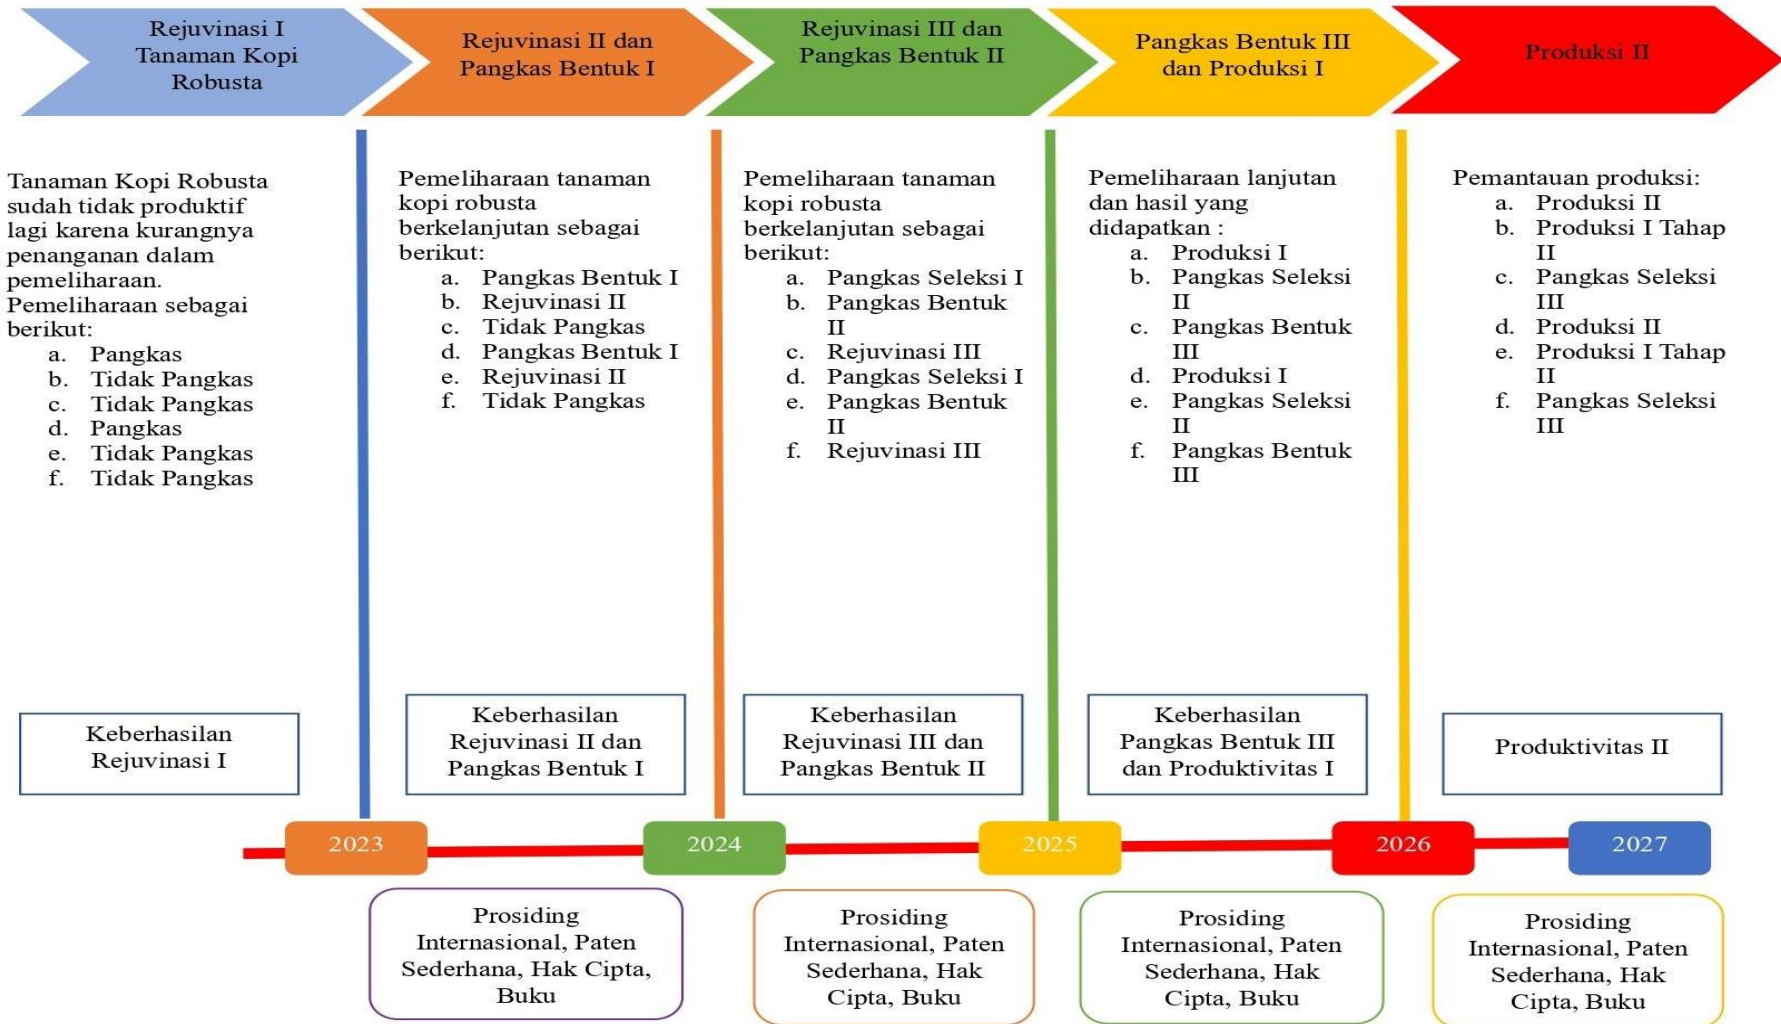 Rejuvinasi I
Tanaman Kopi
Robusta
Rejuvinasi II dan
Pangkas Bentuk I
Rejuvinasi III dan
Pangkas Bentuk II
Pangkas Bentuk III
dan Produksi I
Produksi II
Tanaman Kopi Robusta
sudah tidak produktif
lagi karena kurangnya
penanganan dalam
pemeliharaan.
Pemeliharaan sebagai
berikut:
a. Pangkas
b. Tidak Pangkas
c. Tidak Pangkas
d. Pangkas
e. Tidak Pangkas
f. Tidak Pangkas
Pemeliharaan tanaman
kopi robusta
berkelanjutan sebagai
berikut:
a. Pangkas Bentuk I
b. Rejuvinasi II
c. Tidak Pangkas
d. Pangkas Bentuk I
e. Rejuvinasi II
f. Tidak Pangkas
Pemeliharaan tanaman
kopi robusta
berkelanjutan sebagai
berikut:
a. Pangkas Seleksi I
b. Pangkas Bentuk
II
c. Rejuvinasi III
d. Pangkas Seleksi I
e. Pangkas Bentuk
II
f. Rejuvinasi III
Pemeliharaan lanjutan
dan hasil yang
didapatkan :
a. Produksi I
b. Pangkas Seleksi
II
c. Pangkas Bentuk
III
d. Produksi I
e. Pangkas Seleksi
II
f. Pangkas Bentuk
III
Pemantauan produksi:
a. Produksi II
b. Produksi I Tahap
II
c. Pangkas Seleksi
III
d. Produksi II
e. Produksi I Tahap
II
f. Pangkas Seleksi
III
Keberhasilan
Rejuvinasi I
Keberhasilan
Rejuvinasi II dan
Pangkas Bentuk I
Keberhasilan
Rejuvinasi III dan
Pangkas Bentuk II
Keberhasilan
Pangkas Bentuk III
dan Produktivitas I
Produktivitas II
2023
2024
2025
2026
2027
Prosiding
Internasional, Paten
Sederhana, Hak Cipta,
Buku
Prosiding
Internasional, Paten
Sederhana, Hak
Cipta, Buku
Prosiding
Internasional, Paten
Sederhana, Hak
Cipta, Buku
Prosiding
Internasional, Paten
Sederhana, Hak
Cipta, Buku